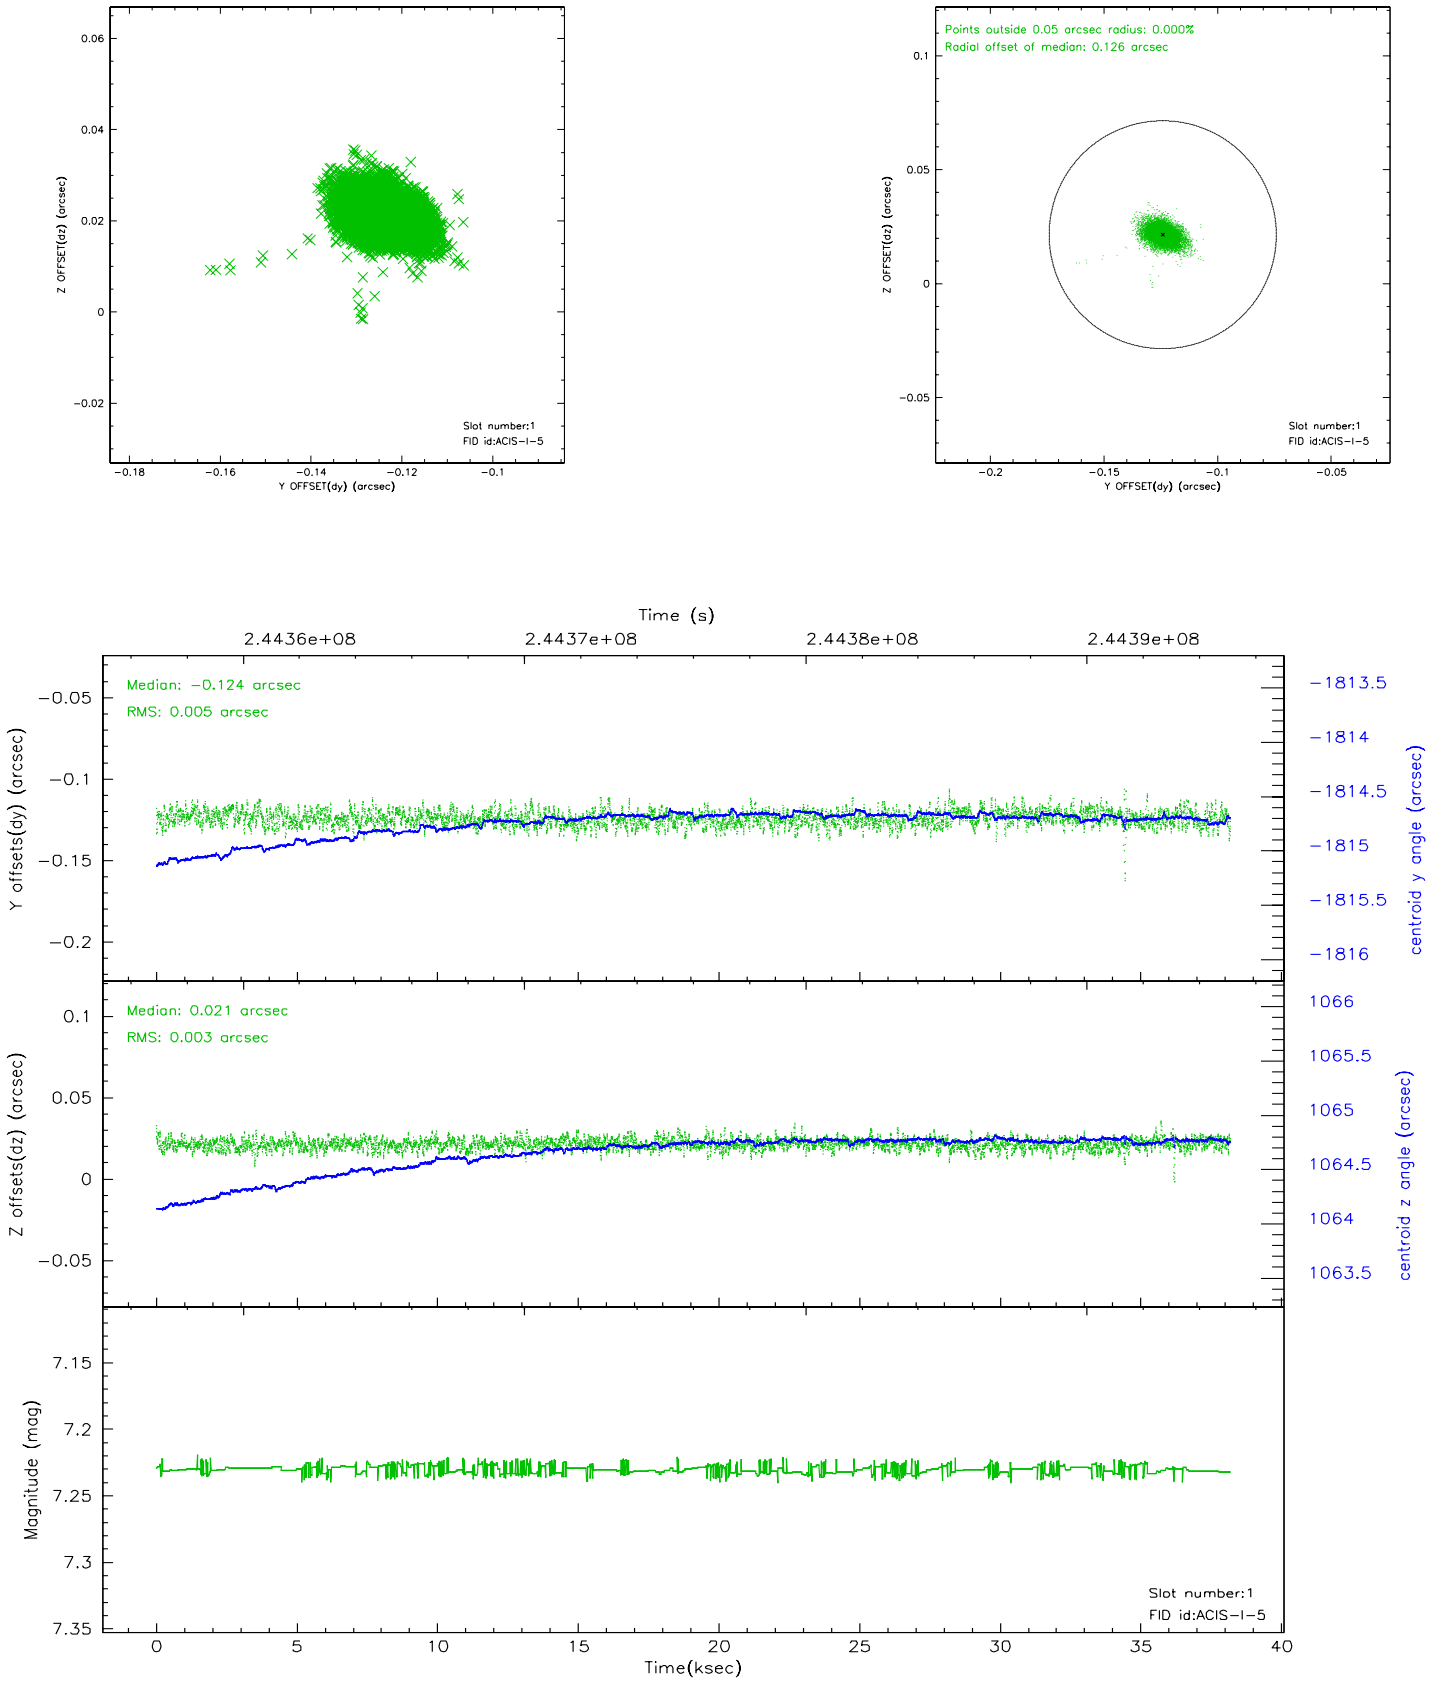 0.06
0.04
0.02
0
−0.02
Z OFFSET(dz) (arcsec)
−0.18 −0.16 −0.14 −0.12 −0.1
Y OFFSET(dy) (arcsec)
Slot number:1
FID id:ACIS−I−5
Points outside 0.05 arcsec radius: 0.000%
Radial offset of median: 0.126 arcsec
0.1
0.05
0
−0.05
Z OFFSET(dz) (arcsec)
−0.2 −0.15 −0.1 −0.05
Y OFFSET(dy) (arcsec)
Slot number:1
FID id:ACIS−I−5
Time (s)
2.4436e+08 2.4437e+08 2.4438e+08 2.4439e+08
Median: −0.124 arcsec
RMS: 0.005 arcsec
−0.05
−0.1
−0.15
−0.2
Y offsets(dy) (arcsec)
−1813.5
−1814
−1814.5
−1815
−1815.5
−1816
centroid y angle (arcsec)
Median: 0.021 arcsec
RMS: 0.003 arcsec
0.1
0.05
0
−0.05
Z offsets(dz) (arcsec)
1066
1065.5
1065
1064.5
1064
1063.5
centroid z angle (arcsec)
7.15
7.2
7.25
7.3
7.35
Magnitude (mag)
Slot number:1
FID id:ACIS−I−5
0 5 10 15 20 25 30 35 40
Time(ksec)